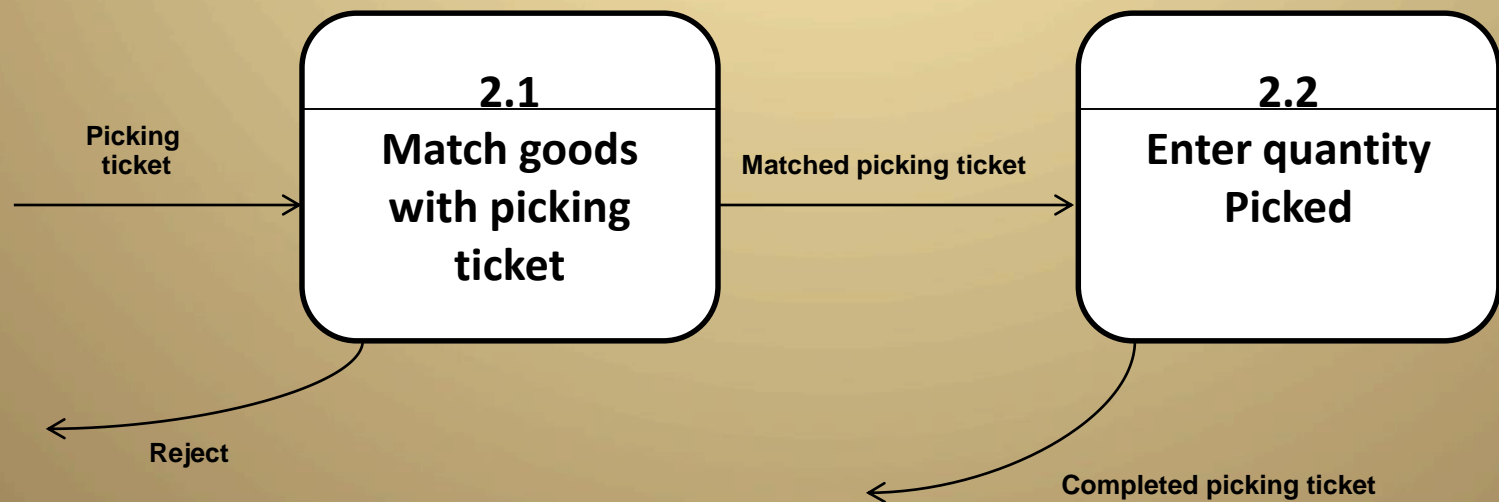 2.1
2.2
Picking
ticket
Match goods
with picking
ticket
Matched picking ticket
Enter quantity
Picked
Reject
Completed picking ticket